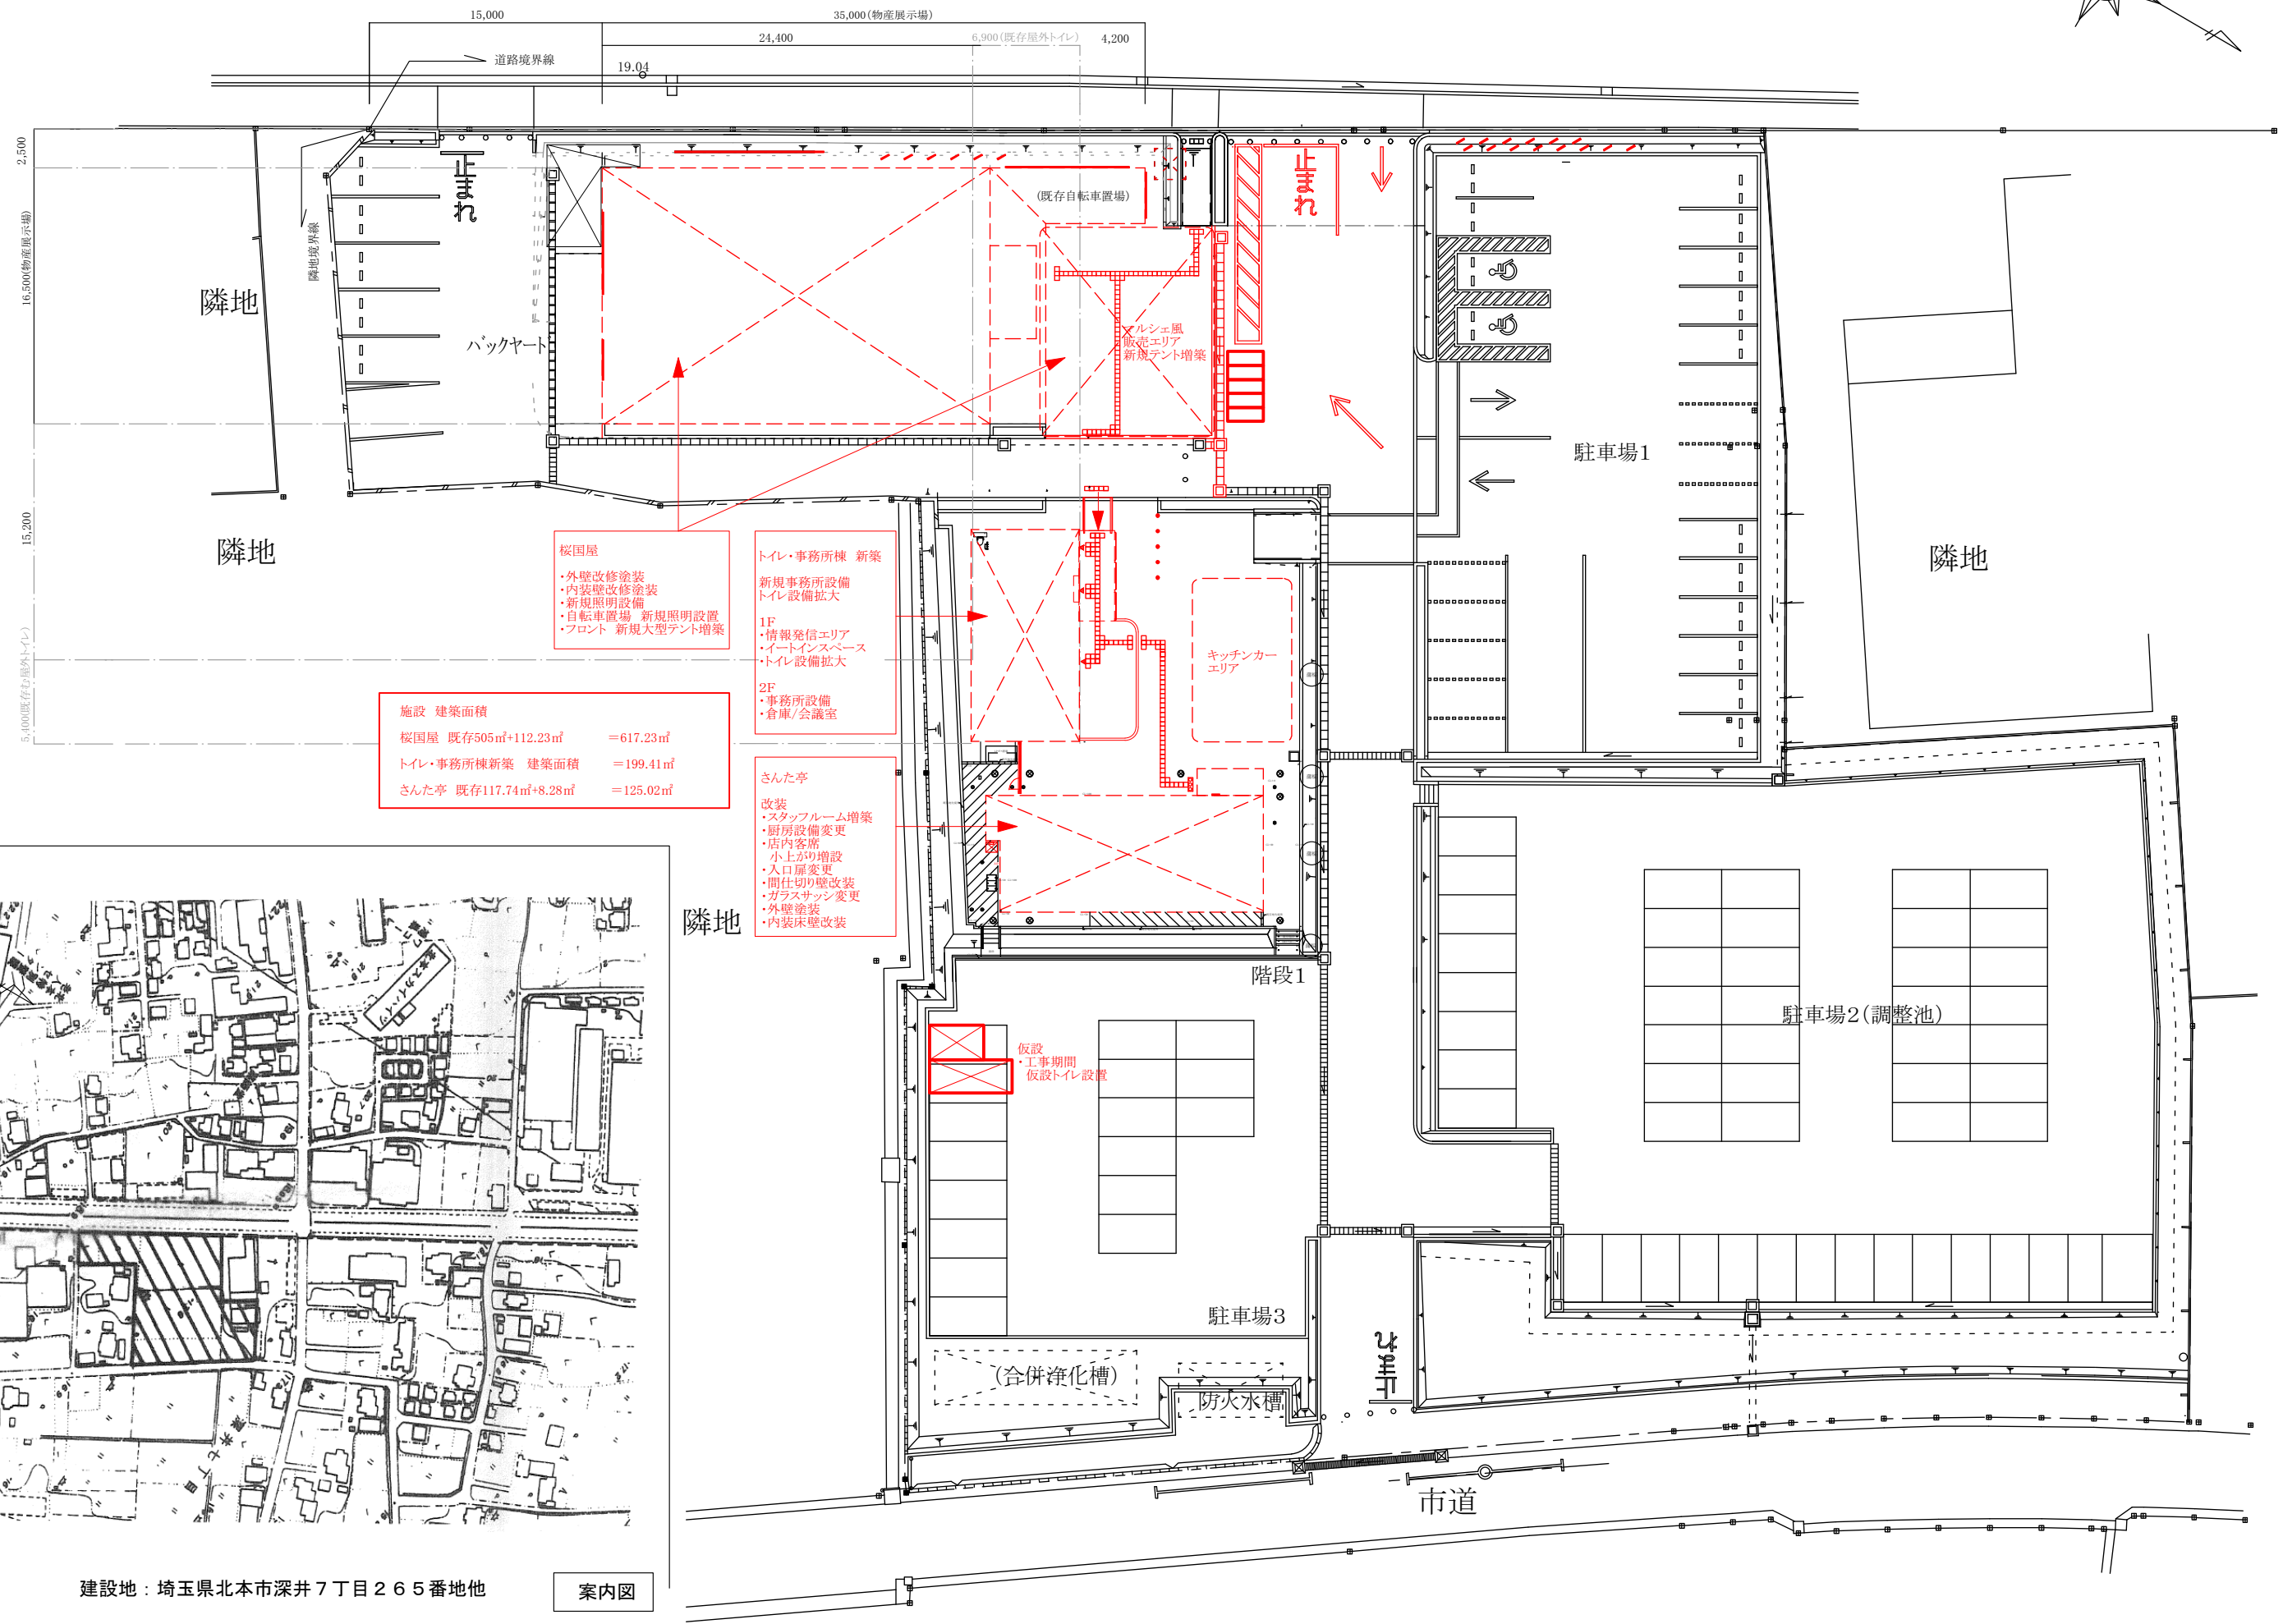 15,000
35,000(物産展示場)
24,400
6,900(既存屋外トイレ)
4,200
道路境界線
19.04
2,500
16,500(物産展示場)
15,200
5,400(既存む屋外トイレ)
隣地境界線
止まれ
止まれ
(既存自転車置場)
隣地
バックヤード
マルシェ風
販売エリア
新規テント増築
駐車場1
隣地
隣地
桜国屋
・外壁改修塗装
・内装壁改修塗装
・新規照明設備
・自転車置場 新規照明設置
・フロント 新規大型テント増築
トイレ・事務所棟 新築
新規事務所設備
トイレ設備拡大
1F
・情報発信エリア
・イートインスペース
・トイレ設備拡大
2F
・事務所設備
・倉庫/会議室
キッチンカー
エリア
施設 建築面積
桜国屋 既存505㎡+112.23㎡ =617.23㎡
トイレ・事務所棟新築 建築面積 =199.41㎡
さんた亭 既存117.74㎡+8.28㎡ =125.02㎡
さんた亭
改装
・スタッフルーム増築
・厨房設備変更
・店内客席
小上がり増設
・入口扉変更
・間仕切り壁改装
・ガラスサッシ変更
・外壁塗装
・内装床壁改装
隣地
階段1
駐車場2(調整池)
仮設
・工事期間
仮設トイレ設置
駐車場3
(合併浄化槽)
防火水槽
止まれ
市道
北本スカイハイツ
建設地：埼玉県北本市深井７丁目２６５番地他
案内図